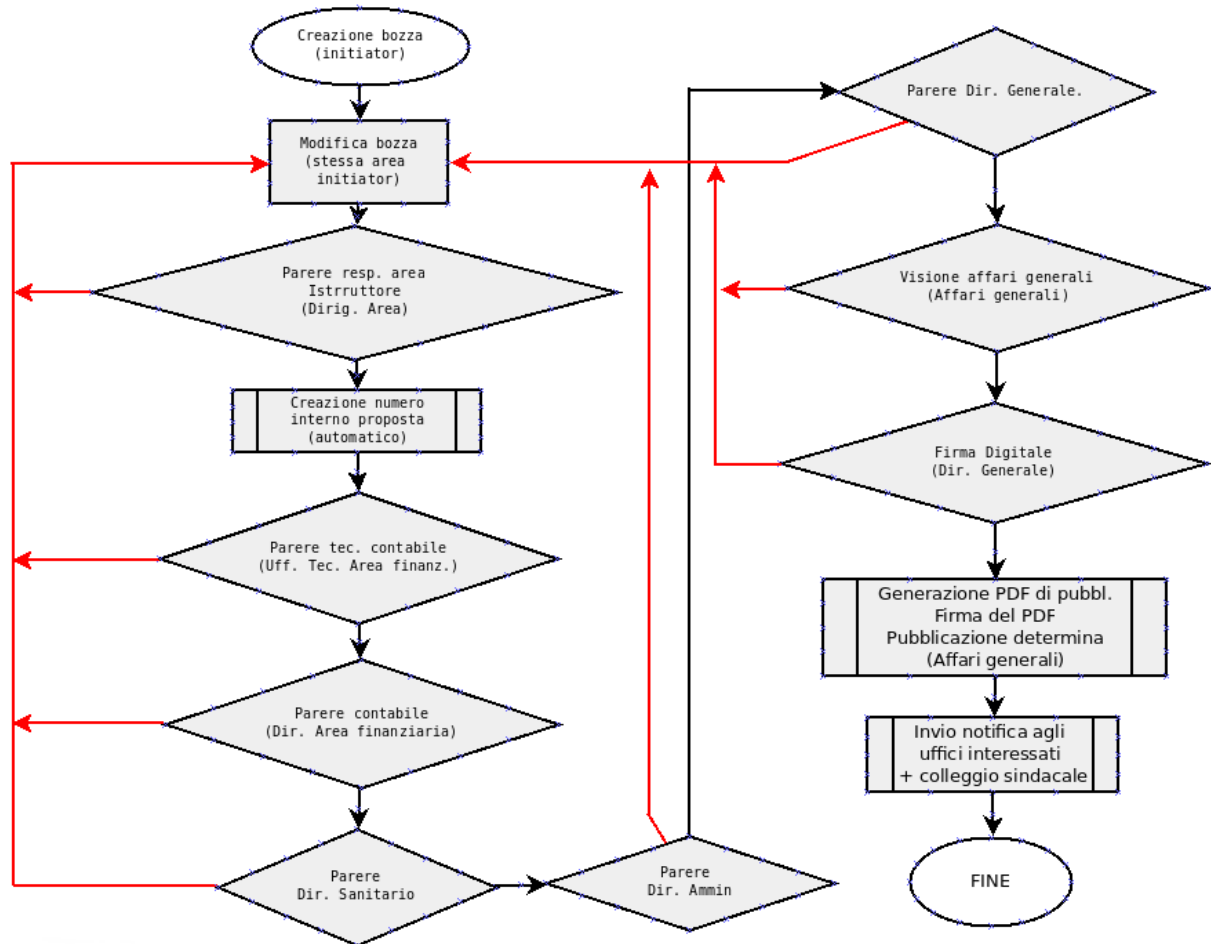 Creazione bozza
(initiator)
Modifica bozza
(stessa area
initiator)
Parere resp. area
Istrruttore
(Dirig. Area)
Creazione numero
interno proposta
(automatico)
Parere tec. contabile
(Uff. Tec. Area finanz.)
Parere contabile
(Dir. Area finanziaria)
Parere
Dir. Sanitario
Parere
Dir. Ammin
Parere Dir. Generale.
Visione affari generali
(Affari generali)
Firma Digitale
(Dir. Generale)
Generazione PDF di pubbl.
Firma del PDF
Pubblicazione determina
(Affari generali)
Invio notifica agli
uffici interessati
+ colleggio sindacale
FINE